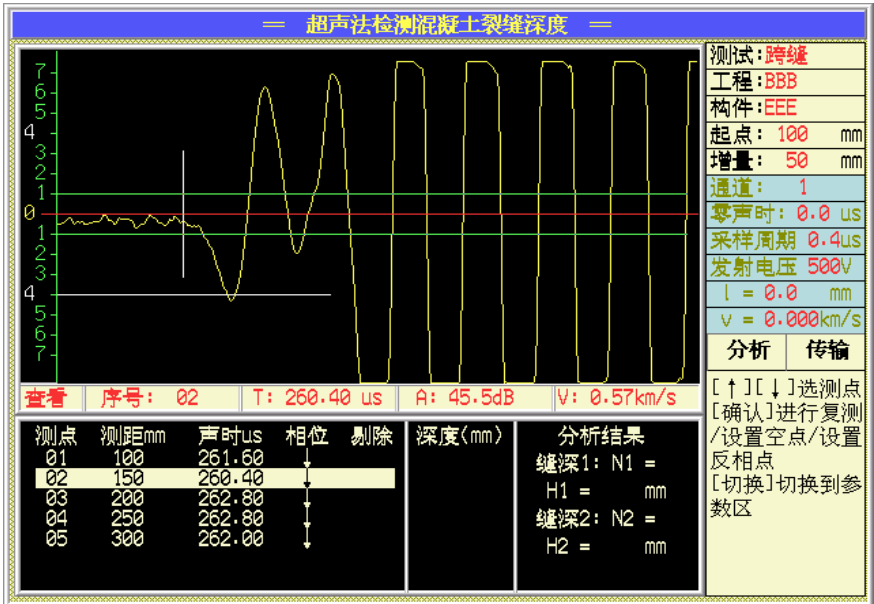 ═ 超声法检测混凝土裂缝深度 ═
7
6
5
4
3
2
1
0
1
2
3
4
5
6
7
查看 序号: 02 T: 260.40 us A: 45.5dB V: 0.57km/s
测点 测距mm 声时us 相位 剔除
01 100 261.60 ↓
02 150 260.40
03 200 262.80 ↓
04 250 262.80 ↓
05 300 262.00 ↓
深度(mm)
分析结果
缝深1: N1 =
H1 = mm
缝深2: N2 =
H2 = mm
测试:跨缝
工程:BBB
构件:EEE
起点: 100 mm
增量: 50 mm
通道: 1
零声时: 0.0 us
采样周期 0.4us
发射电压 500V
l = 0.0 mm
v = 0.000km/s
分析 传输
[↑][↓]选测点
[确认]进行复测
/设置空点/设置
反相点
[切换]切换到参
数区